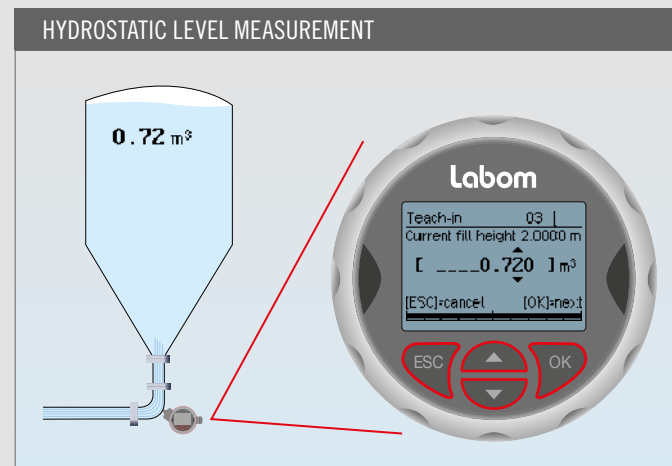 HYDROSTATIC LEVEL MEASUREMENT
0.72 m³
Labom
Teach-in 03
Current fill height 2.0000 m
[ ____0.720 ] m³
[ESC]=cancel [OK]=next
ESC
OK